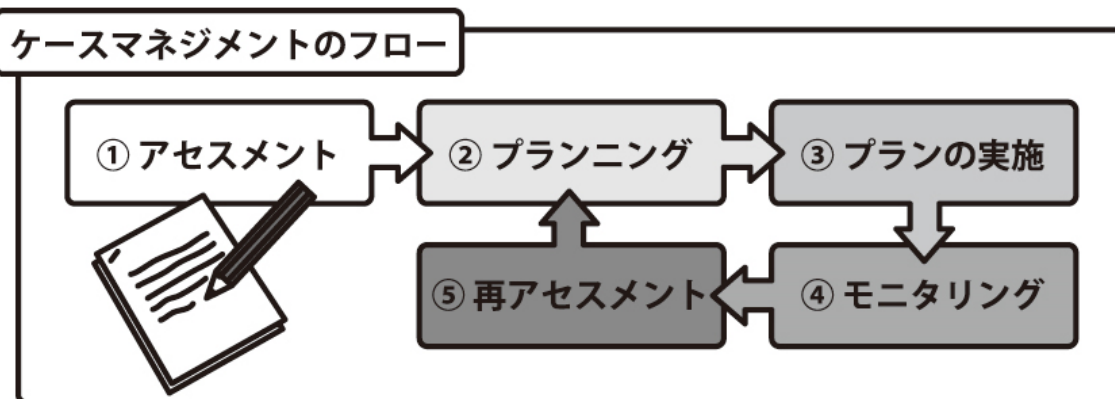 ケースマネジメントのフロー
① アセスメント
② プランニング
③ プランの実施
④ モニタリング
⑤ 再アセスメント